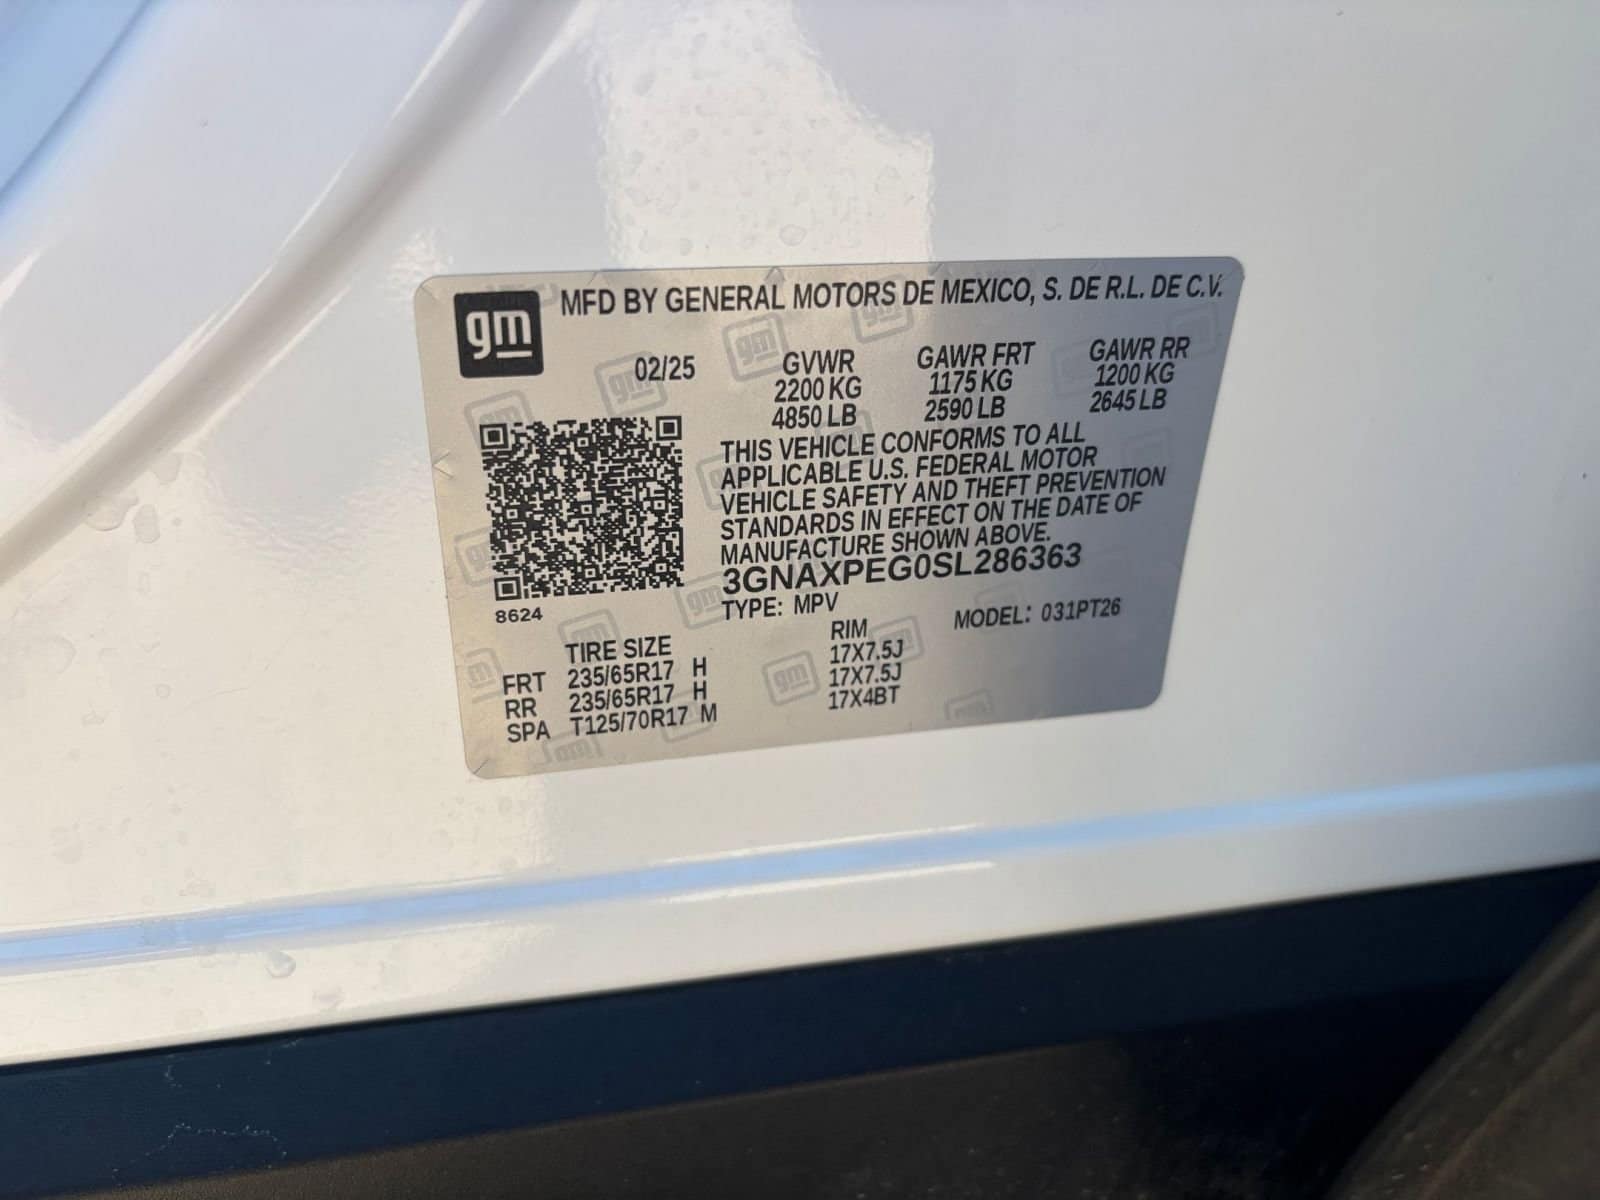 gm
MFD BY GENERAL MOTORS DE MEXICO, S. DE R.L. DE C.V.
02/25 GVWR GAWR FRT GAWR RR
2200 KG 1175 KG 1200 KG
4850 LB 2590 LB 2645 LB
THIS VEHICLE CONFORMS TO ALL
APPLICABLE U.S. FEDERAL MOTOR
VEHICLE SAFETY AND THEFT PREVENTION
STANDARDS IN EFFECT ON THE DATE OF
MANUFACTURE SHOWN ABOVE.
3GNAXPEG0SL286363
8624
TYPE: MPV MODEL: 031PT26
TIRE SIZE RIM
FRT 235/65R17 H 17X7.5J
RR 235/65R17 H 17X7.5J
SPA T125/70R17 M 17X4BT